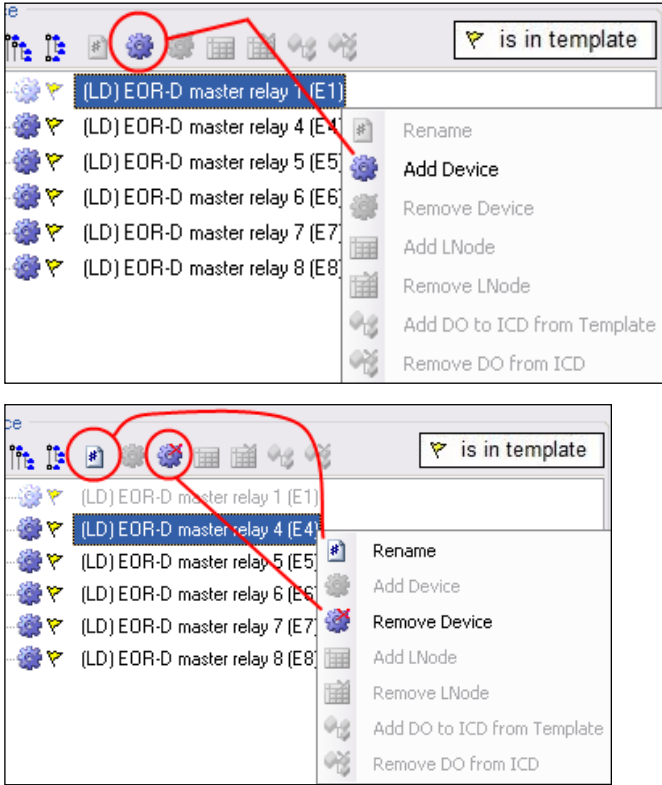 ce
is in template
(LD) EOR-D master relay 1 (E1)
(LD) EOR-D master relay 4 (E4
(LD) EOR-D master relay 5 (E5
(LD) EOR-D master relay 6 (E6
(LD) EOR-D master relay 7 (E7
(LD) EOR-D master relay 8 (E8
# Rename
Add Device
Remove Device
Add LNode
Remove LNode
Add DO to ICD from Template
Remove DO from ICD
ce
is in template
(LD) EOR-D master relay 1 (E1)
(LD) EOR-D master relay 4 (E4)
(LD) EOR-D master relay 5 (E5
(LD) EOR-D master relay 6 (E6
(LD) EOR-D master relay 7 (E7
(LD) EOR-D master relay 8 (E8
# Rename
Add Device
Remove Device
Add LNode
Remove LNode
Add DO to ICD from Template
Remove DO from ICD